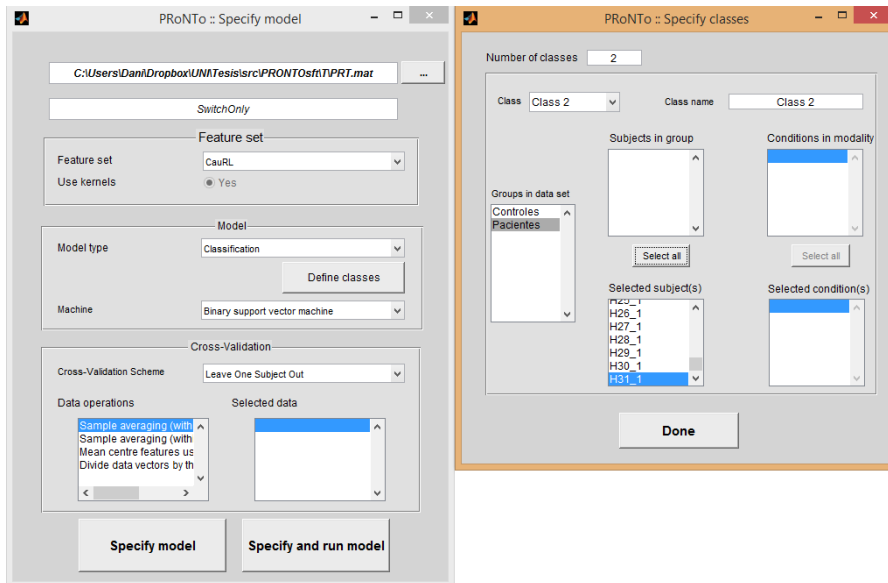 PRoNTo :: Specify model
C:\Users\Dani\Dropbox\UNI\Tesis\src\PRONTOsft\T\PRT.mat
...
SwitchOnly
Feature set
Feature set
CauRL
Use kernels
Yes
Model
Model type
Classification
Define classes
Machine
Binary support vector machine
Cross-Validation
Cross-Validation Scheme
Leave One Subject Out
Data operations
Selected data
Sample averaging (with
Sample averaging (with
Mean centre features us
Divide data vectors by th
Specify model
Specify and run model
PRoNTo :: Specify classes
Number of classes
2
Class
Class 2
Class name
Class 2
Subjects in group
Conditions in modality
Groups in data set
Controles
Pacientes
Select all
Select all
Selected subject(s)
Selected condition(s)
H25_1
H26_1
H27_1
H28_1
H29_1
H30_1
H31_1
Done